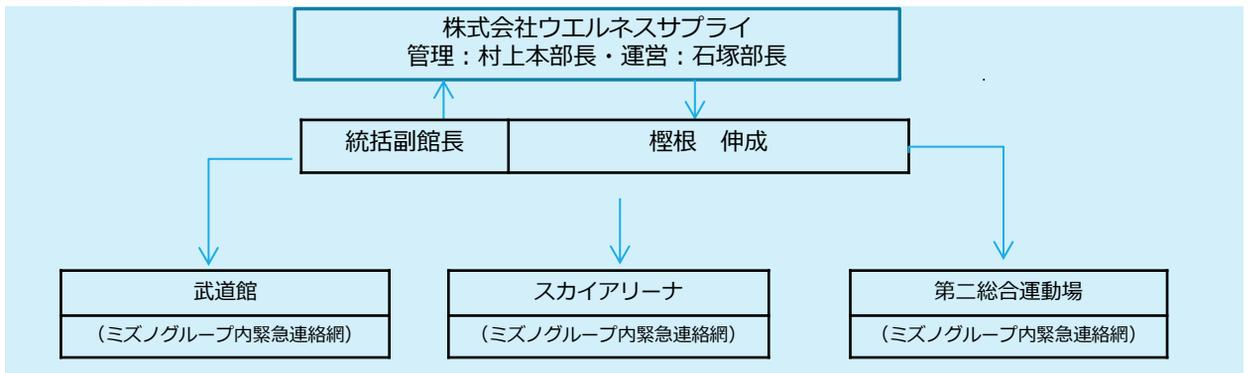 株式会社ウエルネスサプライ
管理：村上本部長・運営：石塚部長
統括副館長
樫根　伸成
武道館
（ミズノグループ内緊急連絡網）
スカイアリーナ
（ミズノグループ内緊急連絡網）
第二総合運動場
（ミズノグループ内緊急連絡網）